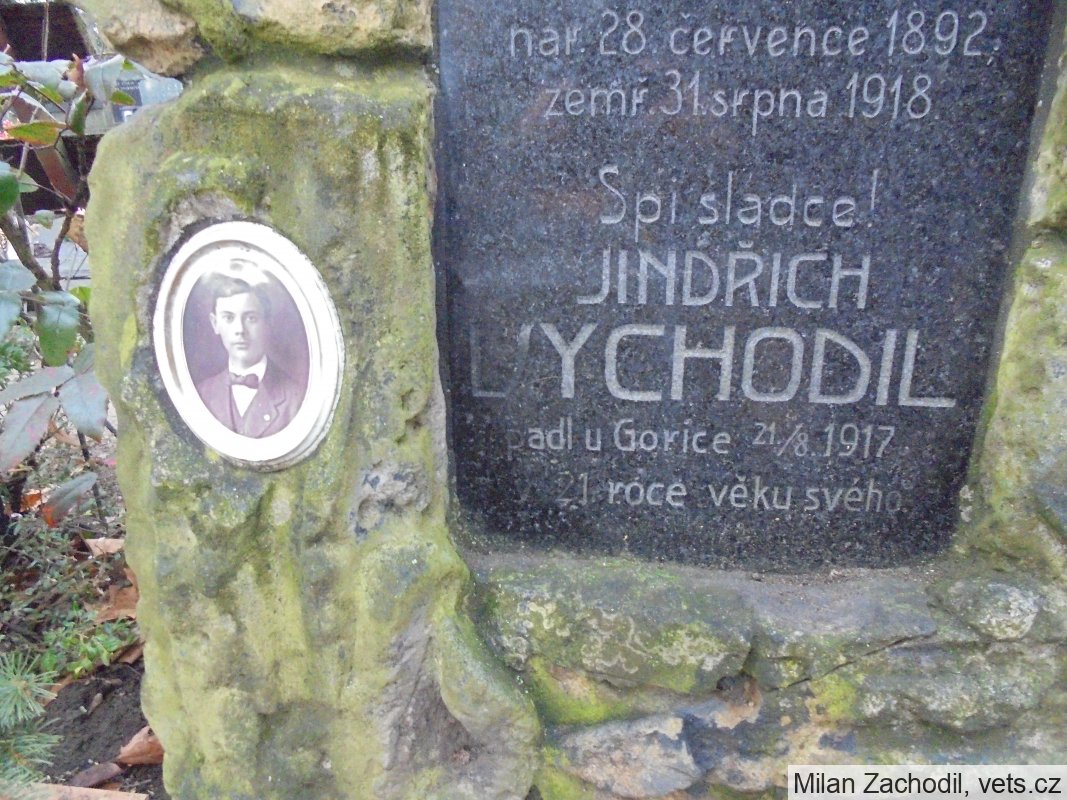 nar. 28 července 1892,
zemř. 31. srpna 1918.
Spi sladce!
JINDŘICH
VYCHODIL
padl u Gorice 21./8. 1917
v 21. roce věku svého.
Milan Zachodil, vets.cz